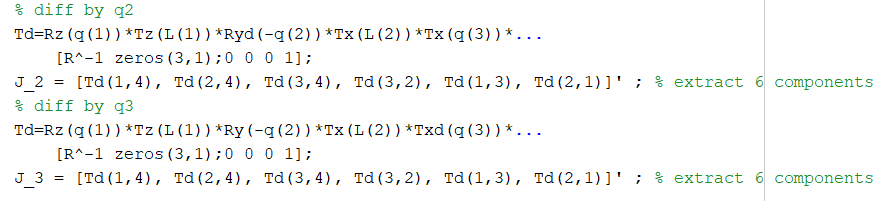 % diff by q2
Td=Rz(q(1))*Tz(L(1))*Ryd(-q(2))*Tx(L(2))*Tx(q(3))*...
[R^-1 zeros(3,1);0 0 0 1];
J_2 = [Td(1,4), Td(2,4), Td(3,4), Td(3,2), Td(1,3), Td(2,1)]' ; % extract 6 components
% diff by q3
Td=Rz(q(1))*Tz(L(1))*Ry(-q(2))*Tx(L(2))*Txd(q(3))*...
[R^-1 zeros(3,1);0 0 0 1];
J_3 = [Td(1,4), Td(2,4), Td(3,4), Td(3,2), Td(1,3), Td(2,1)]' ; % extract 6 components